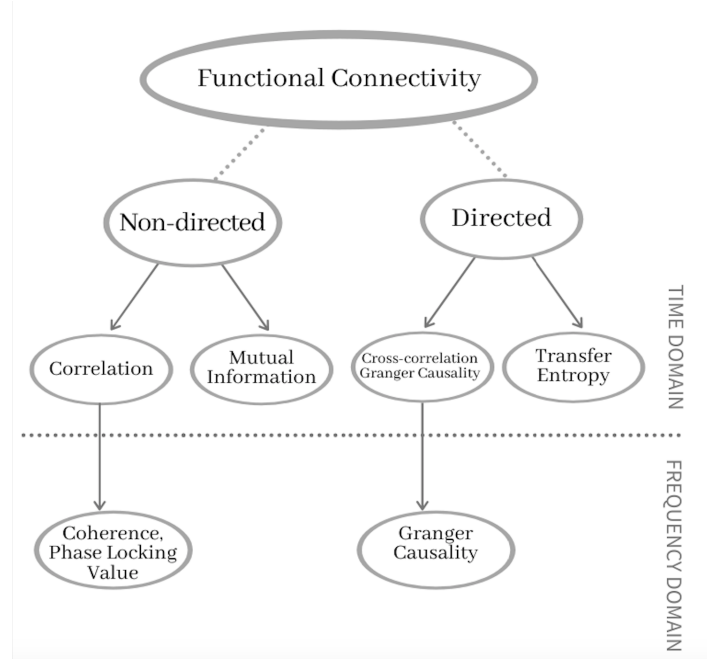 Functional Connectivity
Non-directed
Directed
Correlation
Mutual
Information
Cross-correlation
Granger Causality
Transfer
Entropy
TIME DOMAIN
Coherence,
Phase Locking
Value
Granger
Causality
FREQUENCY DOMAIN